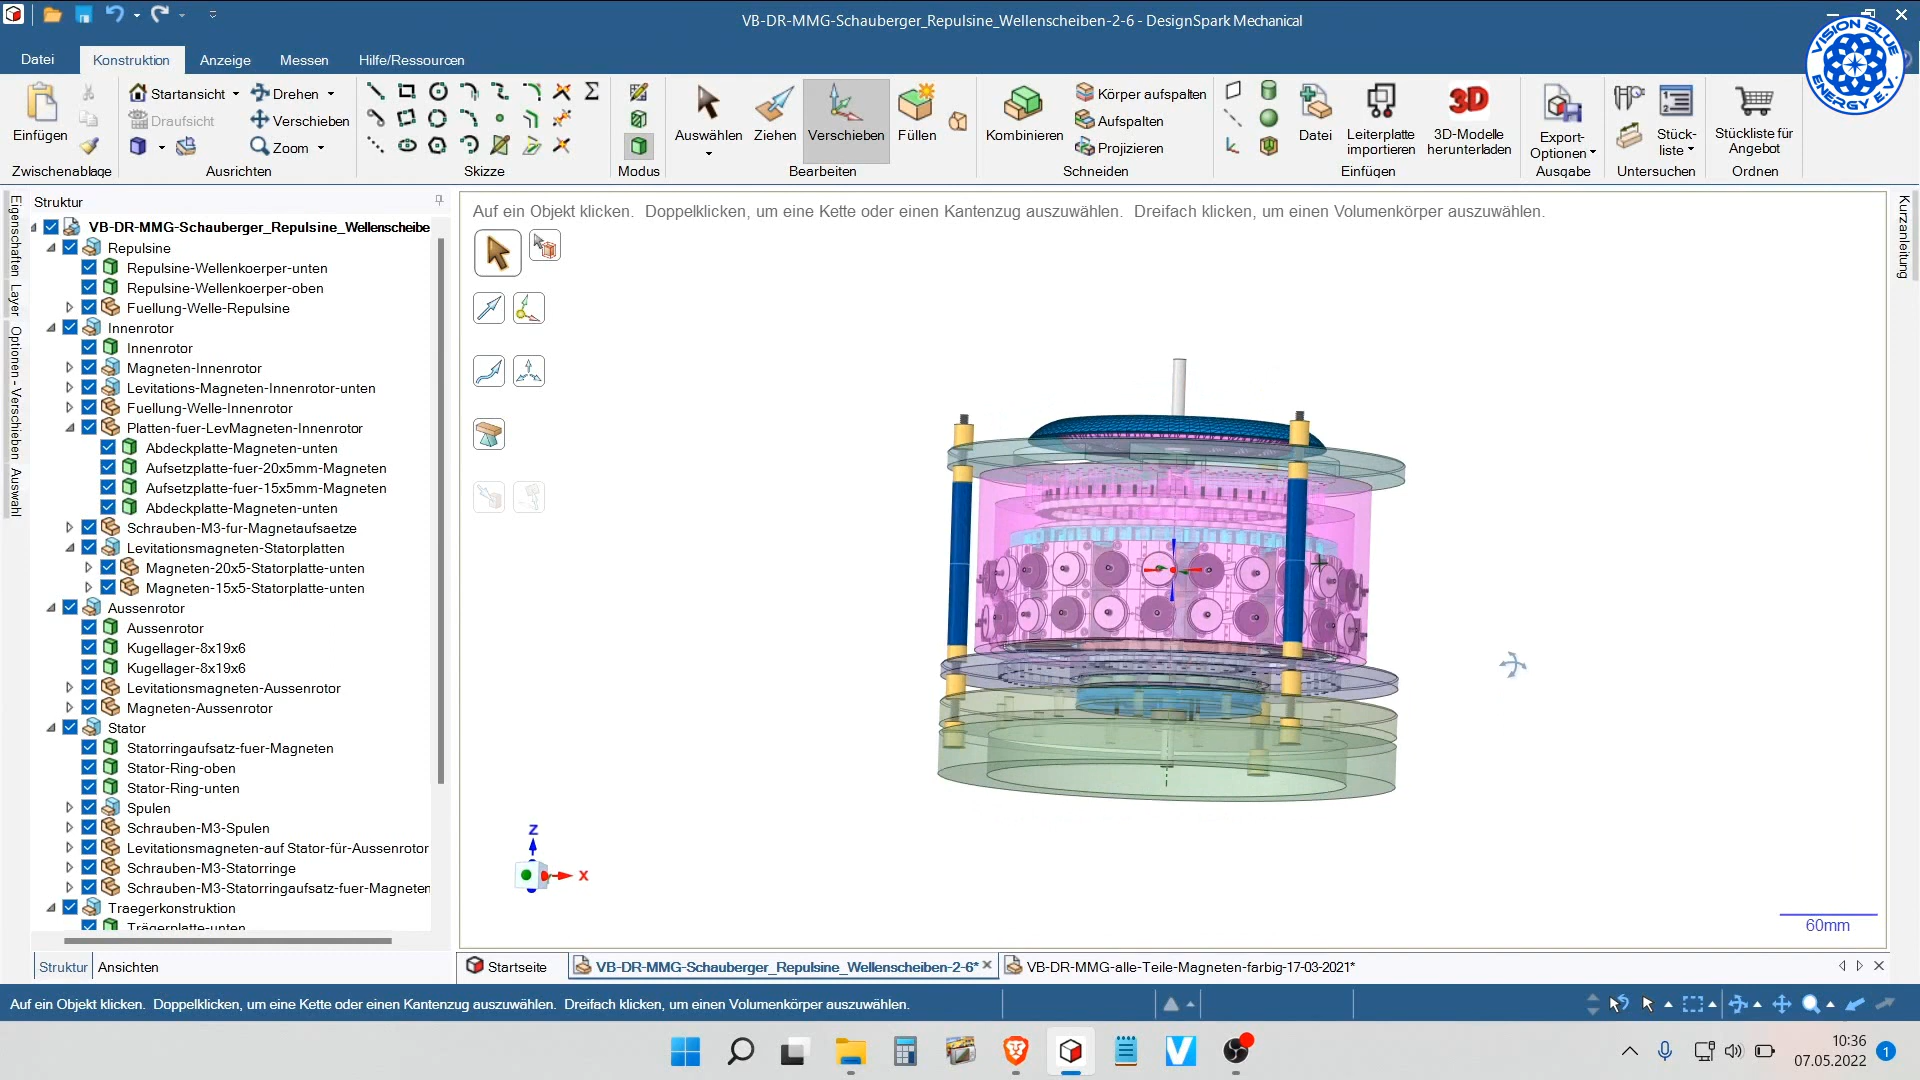 VB-DR-MMG-Schauberger_Repulsine_Wellenscheiben-2-6 - DesignSpark Mechanical
VISION BLUE ENERGY E.V.
Datei
Konstruktion
Anzeige
Messen
Hilfe/Ressourcen
Einfügen
Zwischenablage
Startansicht
Draufsicht
Drehen
Verschieben
Zoom
Ausrichten
Skizze
Modus
Auswählen
Ziehen
Verschieben
Füllen
Bearbeiten
Kombinieren
Körper aufspalten
Aufspalten
Projizieren
Schneiden
Datei
Leiterplatte importieren
3D
3D-Modelle herunterladen
Einfügen
Export-Optionen
Ausgabe
Stück-liste
Untersuchen
Stückliste für Angebot
Ordnen
Eigenschaften
Layer
Optionen - Verschieben
Auswahl
Struktur
VB-DR-MMG-Schauberger_Repulsine_Wellenscheibe
Repulsine
Repulsine-Wellenkoerper-unten
Repulsine-Wellenkoerper-oben
Fuellung-Welle-Repulsine
Innenrotor
Innenrotor
Magneten-Innenrotor
Levitations-Magneten-Innenrotor-unten
Fuellung-Welle-Innenrotor
Platten-fuer-LevMagneten-Innenrotor
Abdeckplatte-Magneten-unten
Aufsetzplatte-fuer-20x5mm-Magneten
Aufsetzplatte-fuer-15x5mm-Magneten
Abdeckplatte-Magneten-unten
Schrauben-M3-fur-Magnetaufsaetze
Levitationsmagneten-Statorplatten
Magneten-20x5-Statorplatte-unten
Magneten-15x5-Statorplatte-unten
Aussenrotor
Aussenrotor
Kugellager-8x19x6
Kugellager-8x19x6
Levitationsmagneten-Aussenrotor
Magneten-Aussenrotor
Stator
Statorringaufsatz-fuer-Magneten
Stator-Ring-oben
Stator-Ring-unten
Spulen
Schrauben-M3-Spulen
Levitationsmagneten-auf Stator-für-Aussenrotor
Schrauben-M3-Statorringe
Schrauben-M3-Statorringaufsatz-fuer-Magneten
Traegerkonstruktion
Trägerplatte-unten
Struktur
Ansichten
Auf ein Objekt klicken. Doppelklicken, um eine Kette oder einen Kantenzug auszuwählen. Dreifach klicken, um einen Volumenkörper auszuwählen.
Kurzanleitung
Z
X
60mm
Startseite
VB-DR-MMG-Schauberger_Repulsine_Wellenscheiben-2-6*
VB-DR-MMG-alle-Teile-Magneten-farbig-17-03-2021*
Auf ein Objekt klicken. Doppelklicken, um eine Kette oder einen Kantenzug auszuwählen. Dreifach klicken, um einen Volumenkörper auszuwählen.
10:36
07.05.2022
1